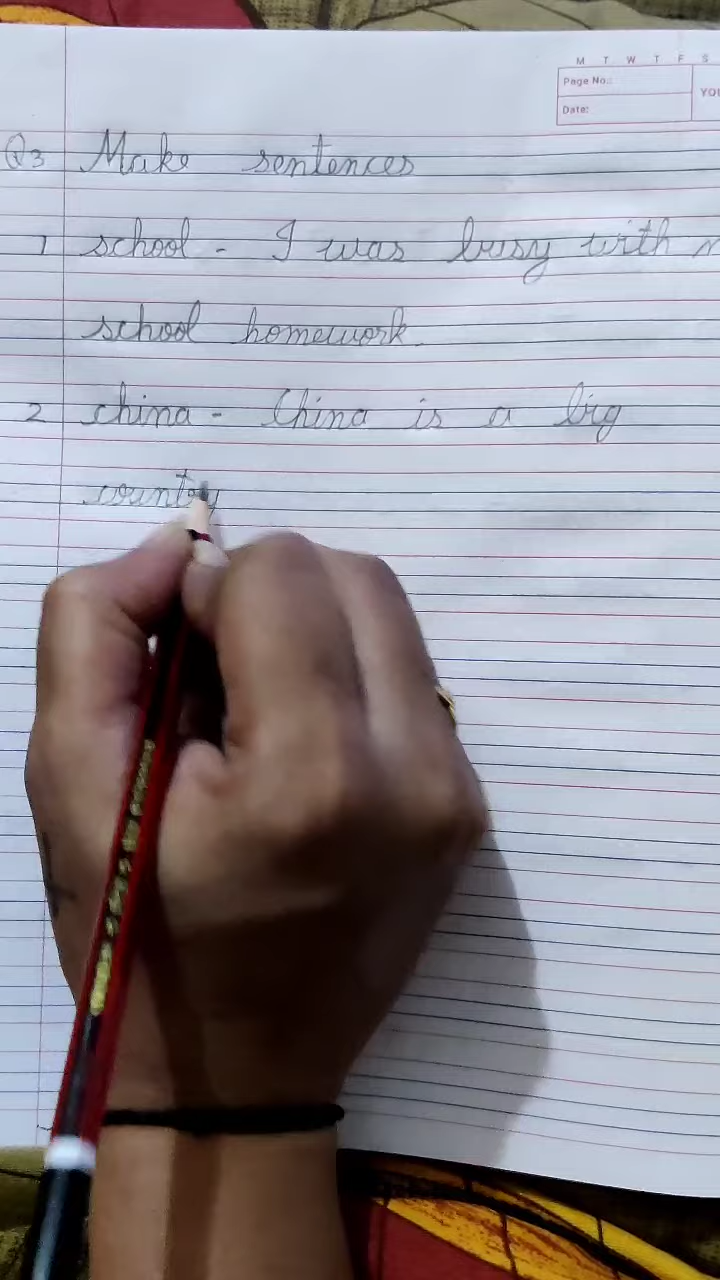 M T W T F S
Page No.:
YOU
Date:
Q3 Make sentences
1 school - I was busy with m
school homework.
2 china - China is a big
country